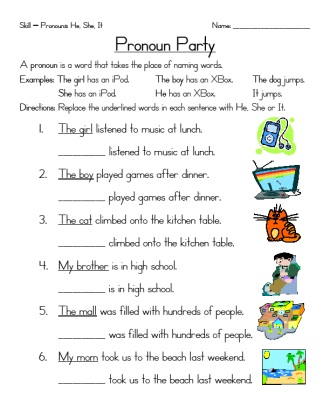 Skill – Pronouns: He, She, It Name: ____________________
Pronoun Party
A pronoun is a word that takes the place of naming words.
Examples: The girl has an iPod. The boy has an XBox. The dog jumps.
She has an iPod. He has an XBox. It jumps.
Directions: Replace the underlined words in each sentence with He, She or It.
1. The girl listened to music at lunch.
________ listened to music at lunch.
2. The boy played games after dinner.
________ played games after dinner.
3. The cat climbed onto the kitchen table.
________ climbed onto the kitchen table.
4. My brother is in high school.
________ is in high school.
5. The mall was filled with hundreds of people.
________ was filled with hundreds of people.
6. My mom took us to the beach last weekend.
________ took us to the beach last weekend.